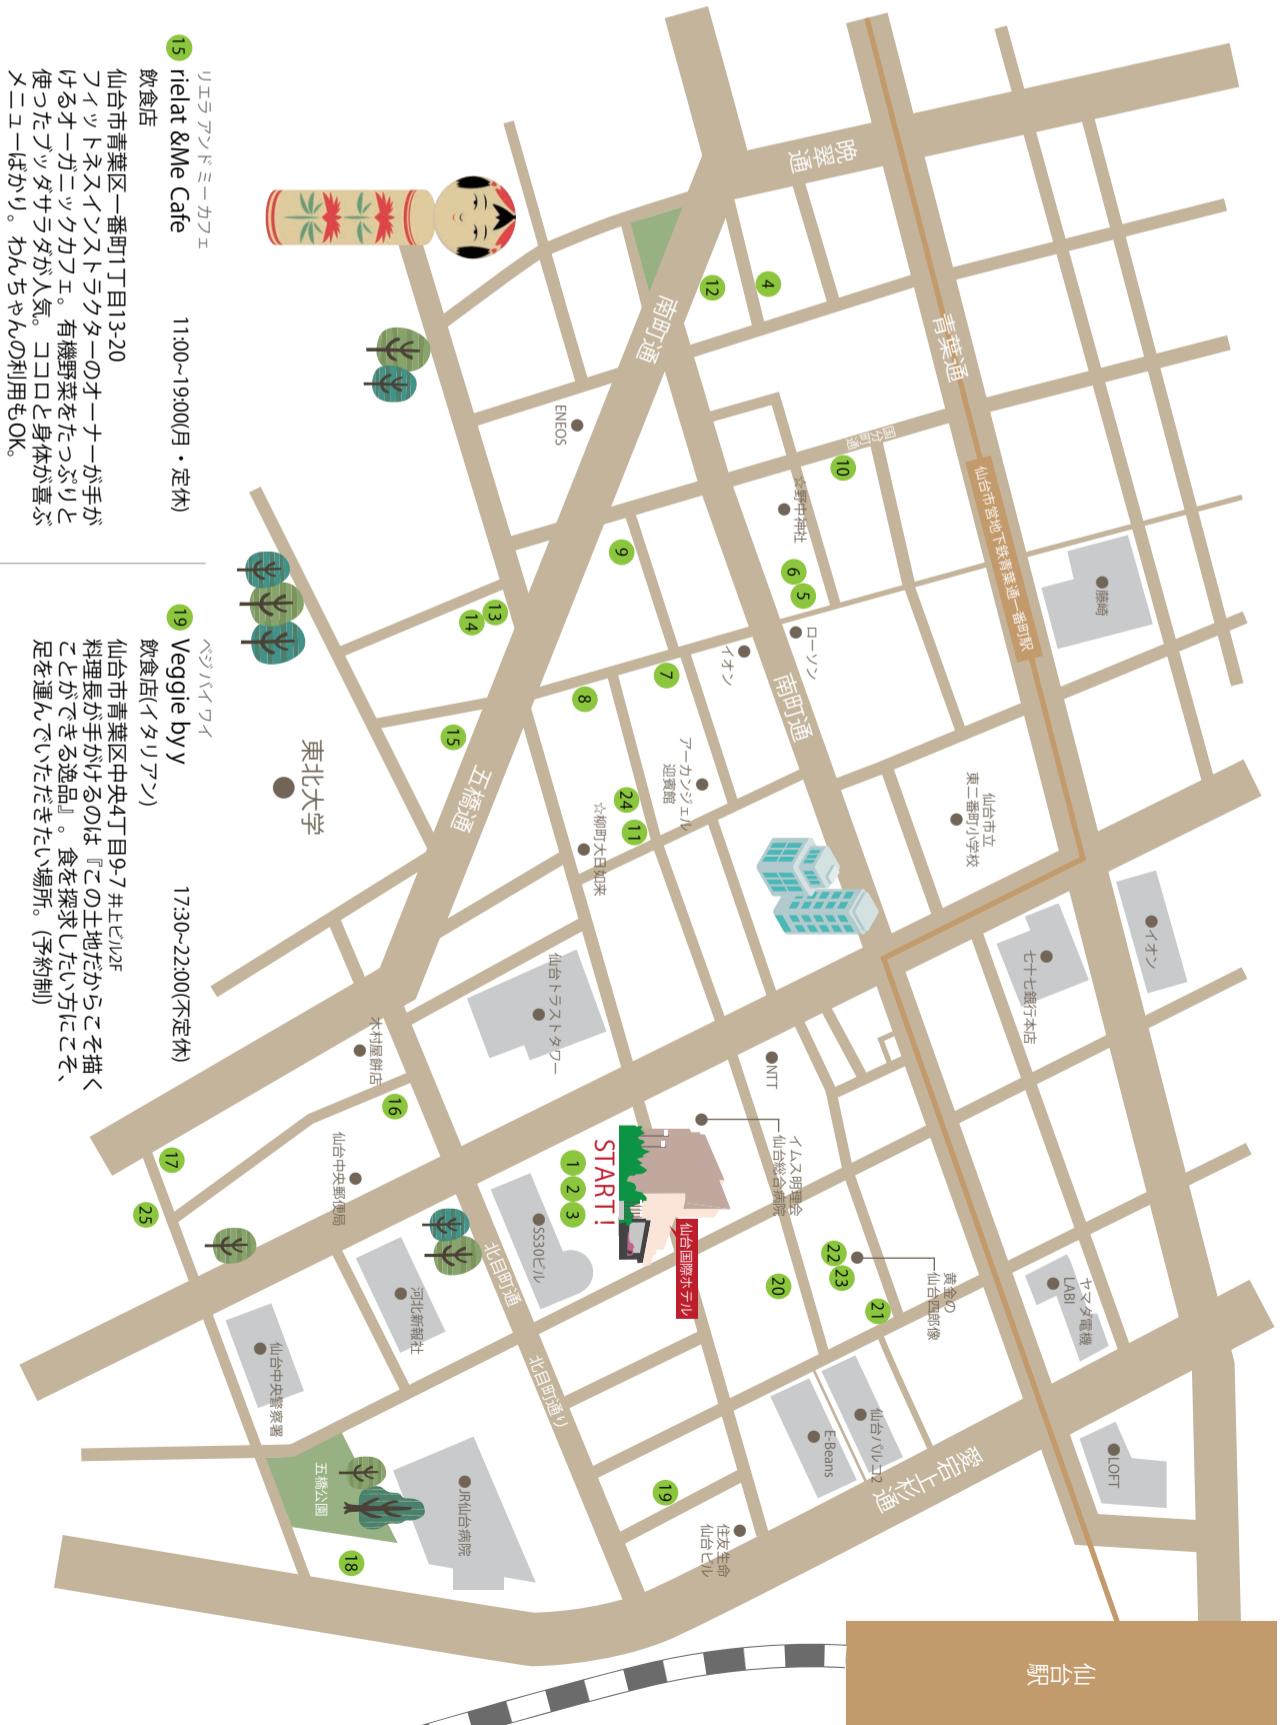 晩翠通
青葉通
南町通
国分町通
仙台市営地下鉄青葉通一番町駅
藤崎
12
4
10
ENEOS
☆野中神社
9
6
5
ローソン
イオン
南町通
13
14
7
8
15
五橋通
東北大学
アーカンジェル
迎賓館
24
11
☆柳町大日如来
仙台市立
東二番町小学校
イオン
七十七銀行本店
仙台トラストタワー
木村屋餅店
NTT
イムス明理会
仙台総合病院
16
17
25
仙台中央郵便局
START!
1
2
3
SS30ビル
仙台国際ホテル
北目町通
北目町通り
河北新報社
仙台中央警察署
20
22
23
21
黄金の
仙台四郎像
ヤマダ電機
LABI
仙台パルコ2
E-Beans
愛宕上杉通
LOFT
19
住友生命
仙台ビル
JR仙台病院
五橋公園
18
仙台駅
リエラ アンド ミー カフェ
15 rielat &Me Cafe 11:00~19:00(月・定休)
飲食店
仙台市青葉区一番町1丁目13-20
フィットネスインストラクターのオーナーが手が
けるオーガニックカフェ。有機野菜をたっぷりと
使ったブッダサラダが人気。ココロと身体が喜ぶ
メニューばかり。わんちゃんの利用もOK。
ベジ バイ ワイ
19 Veggie by y 17:30~22:00(不定休)
飲食店(イタリアン)
仙台市青葉区中央4丁目9-7 井上ビル2F
料理長が手がけるのは『この土地だからこそ描く
ことができる逸品』。食を探求したい方にこそ、
足を運んでいただきたい場所。(予約制)